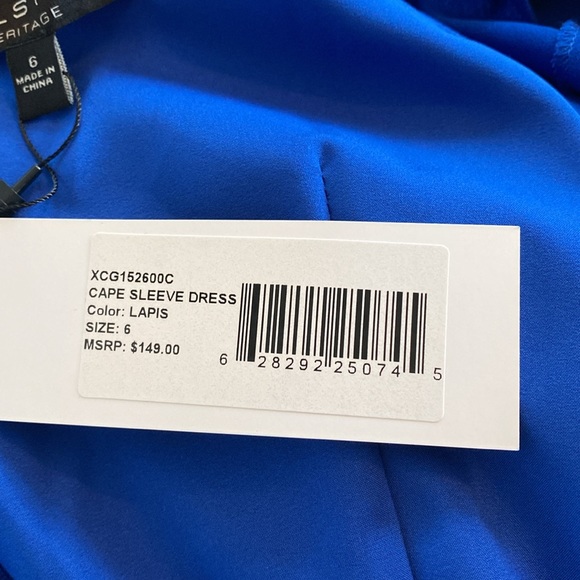 6
MADE IN
CHINA
XCG152600C
CAPE SLEEVE DRESS
Color: LAPIS
SIZE: 6
MSRP: $149.00
6 28292 25074 5